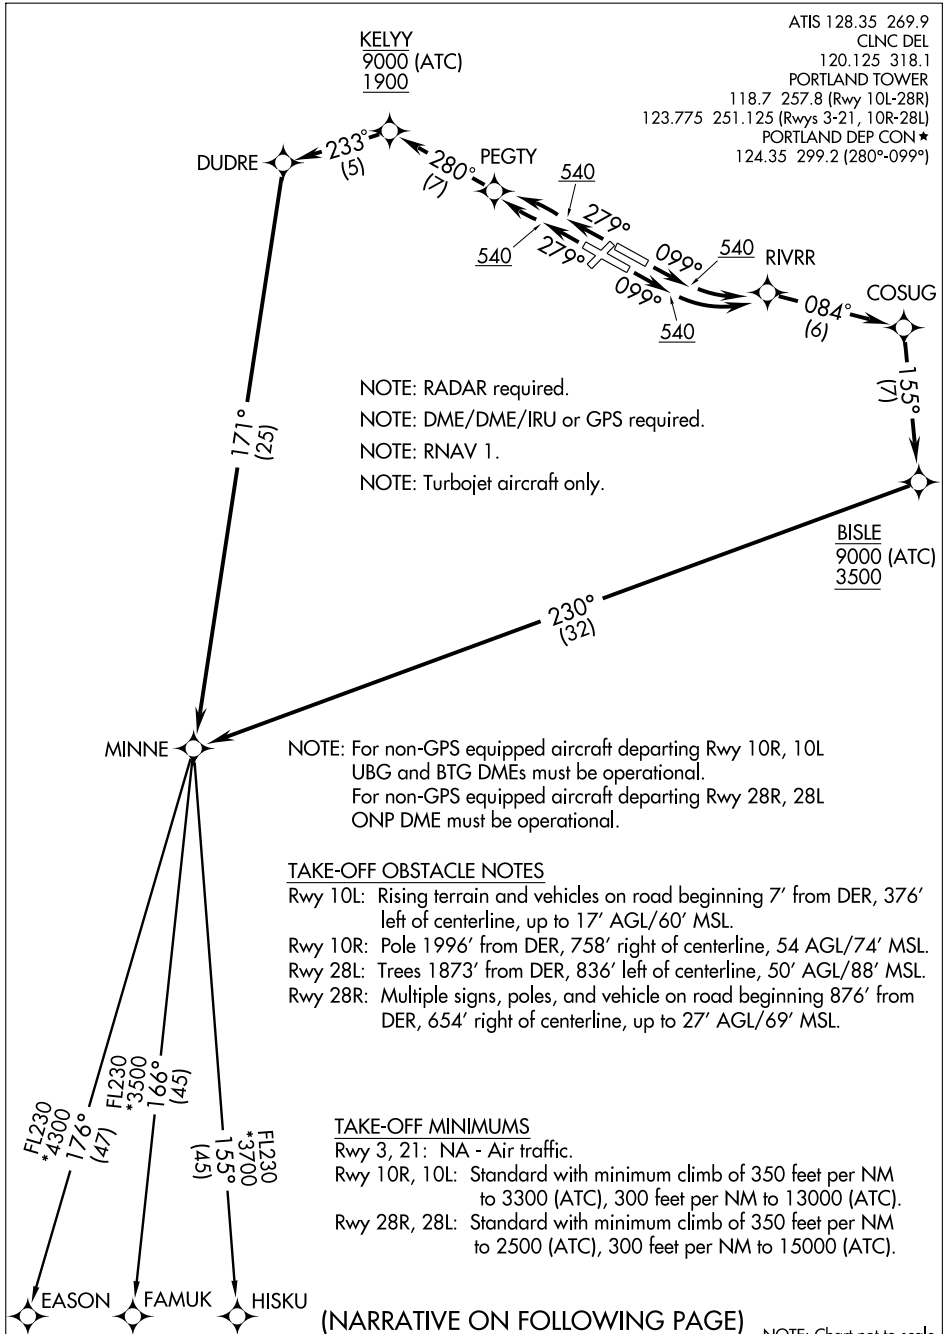 ATIS 128.35 269.9
CLNC DEL
120.125 318.1
PORTLAND TOWER
118.7 257.8 (Rwy 10L-28R)
123.775 251.125 (Rwys 3-21, 10R-28L)
PORTLAND DEP CON ★
124.35 299.2 (280°-099°)
KELYY
9000 (ATC)
1900
DUDRE
233°
(5)
280°
(7)
PEGTY
540
279°
540
279°
099°
540
099°
540
RIVRR
084°
(6)
COSUG
155°
(7)
171°
(25)
NOTE: RADAR required.
NOTE: DME/DME/IRU or GPS required.
NOTE: RNAV 1.
NOTE: Turbojet aircraft only.
BISLE
9000 (ATC)
3500
230°
(32)
MINNE
NOTE: For non-GPS equipped aircraft departing Rwy 10R, 10L
UBG and BTG DMEs must be operational.
For non-GPS equipped aircraft departing Rwy 28R, 28L
ONP DME must be operational.
TAKE-OFF OBSTACLE NOTES
Rwy 10L: Rising terrain and vehicles on road beginning 7' from DER, 376'
left of centerline, up to 17' AGL/60' MSL.
Rwy 10R: Pole 1996' from DER, 758' right of centerline, 54 AGL/74' MSL.
Rwy 28L: Trees 1873' from DER, 836' left of centerline, 50' AGL/88' MSL.
Rwy 28R: Multiple signs, poles, and vehicle on road beginning 876' from
DER, 654' right of centerline, up to 27' AGL/69' MSL.
FL230
*4300
176°
(47)
FL230
*3500
166°
(45)
FL230
*3700
155°
(45)
TAKE-OFF MINIMUMS
Rwy 3, 21: NA - Air traffic.
Rwy 10R, 10L: Standard with minimum climb of 350 feet per NM
to 3300 (ATC), 300 feet per NM to 13000 (ATC).
Rwy 28R, 28L: Standard with minimum climb of 350 feet per NM
to 2500 (ATC), 300 feet per NM to 15000 (ATC).
EASON
FAMUK
HISKU
(NARRATIVE ON FOLLOWING PAGE)
NOTE: Chart not to scale